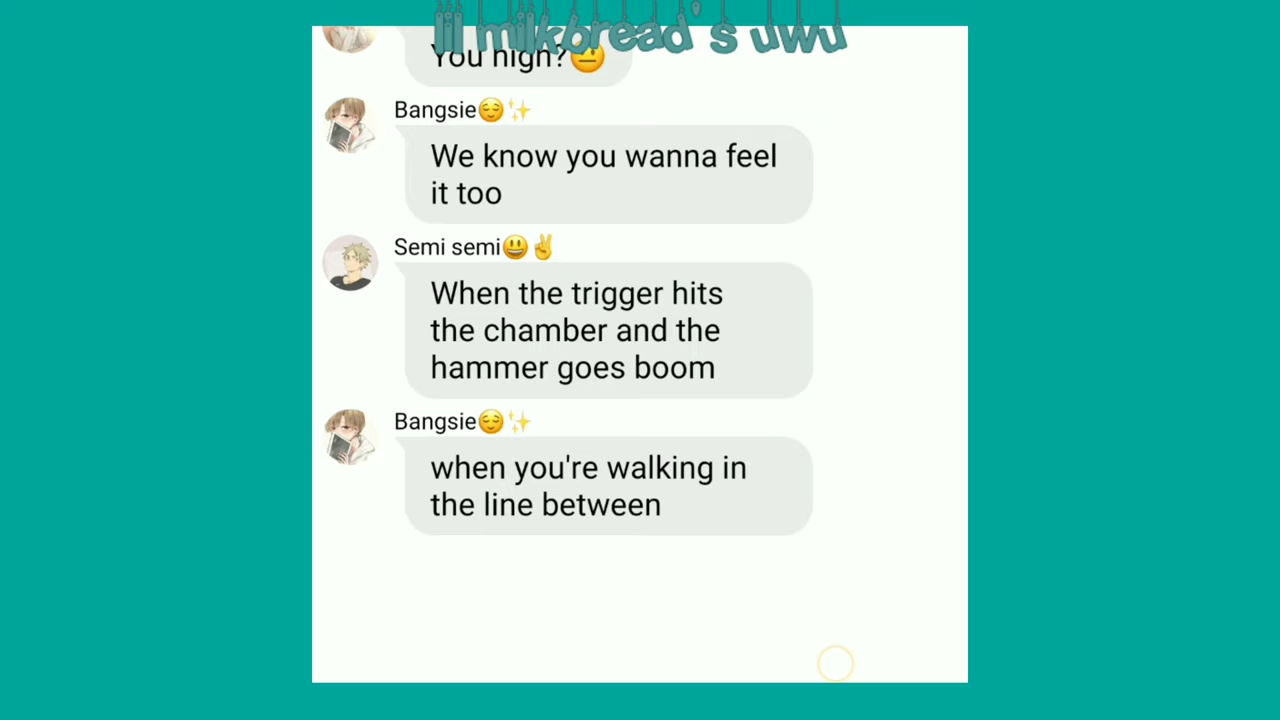 lil milkbread's uwu
You high?😐
Bangsie😌✨
We know you wanna feel
it too
Semi semi😃✌
When the trigger hits
the chamber and the
hammer goes boom
Bangsie😌✨
when you're walking in
the line between